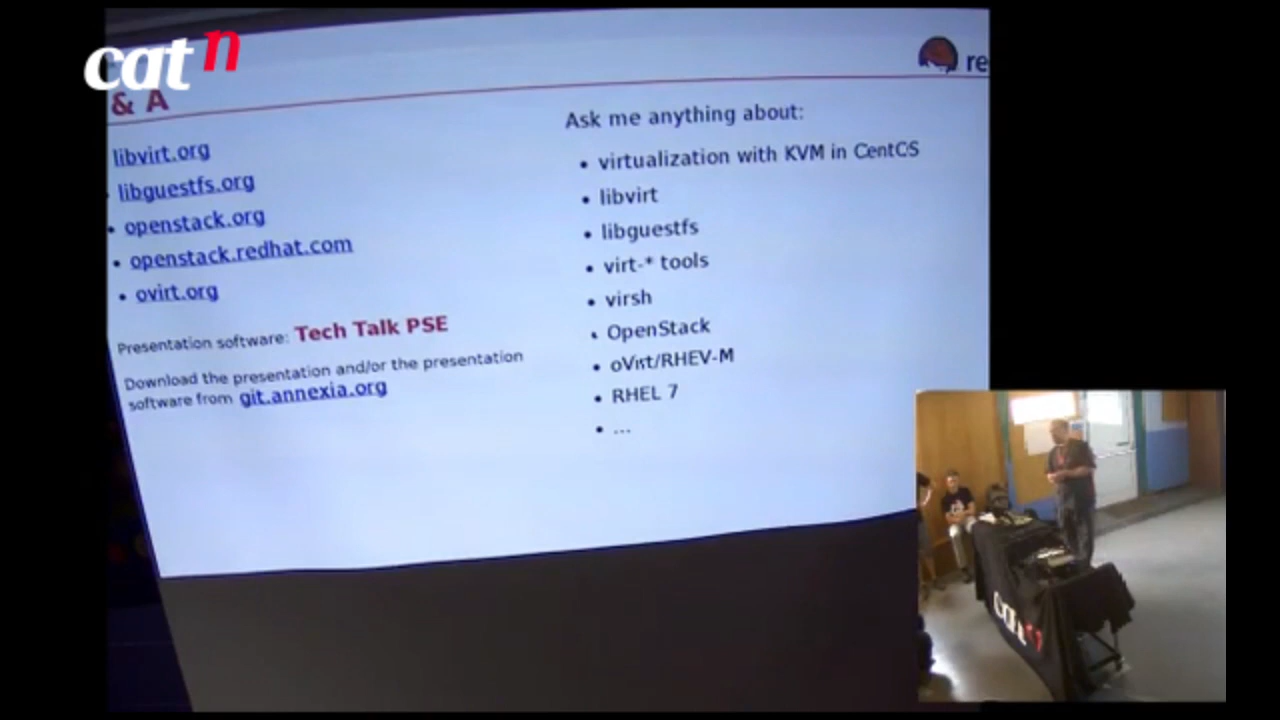 cat n
& A
libvirt.org
libguestfs.org
openstack.org
openstack.redhat.com
ovirt.org
Presentation software: Tech Talk PSE
Download the presentation and/or the presentation
software from git.annexia.org
re
Ask me anything about:
virtualization with KVM in CentOS
libvirt
libguestfs
virt-* tools
virsh
OpenStack
oVirt/RHEV-M
RHEL 7
...
cat n